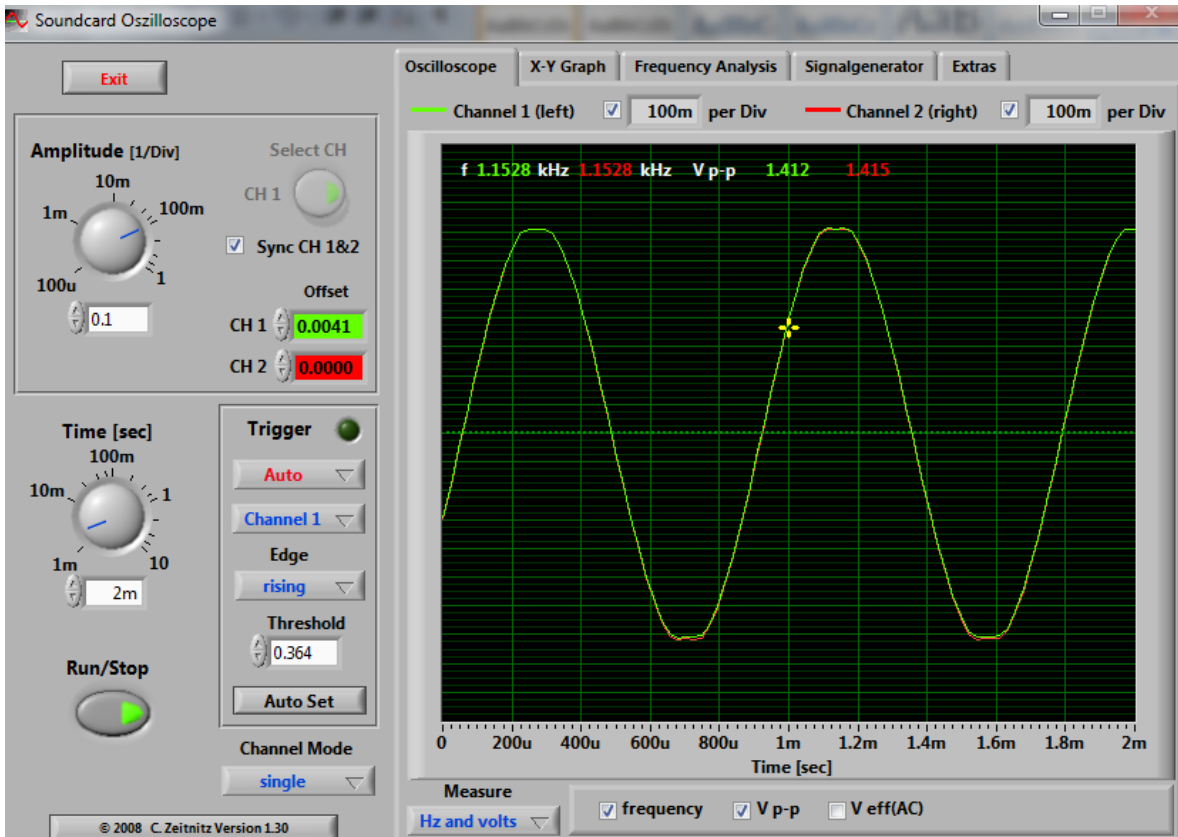 Soundcard Oszilloscope
Exit
Amplitude [1/Div]
10m
1m
100m
100u
1
0.1
Select CH
CH 1
Sync CH 1&2
Offset
CH 1 0.0041
CH 2 0.0000
Time [sec]
100m
10m
1
1m
10
2m
Run/Stop
Trigger
Auto
Channel 1
Edge
rising
Threshold
0.364
Auto Set
Channel Mode
single
© 2008 C. Zeitnitz Version 1.30
Oscilloscope X-Y Graph Frequency Analysis Signalgenerator Extras
Channel 1 (left) 100m per Div Channel 2 (right) 100m per Div
f 1.1528 kHz 1.1528 kHz V p-p 1.412 1.415
0 200u 400u 600u 800u 1m 1.2m 1.4m 1.6m 1.8m 2m
Time [sec]
Measure
Hz and volts
frequency V p-p V eff(AC)